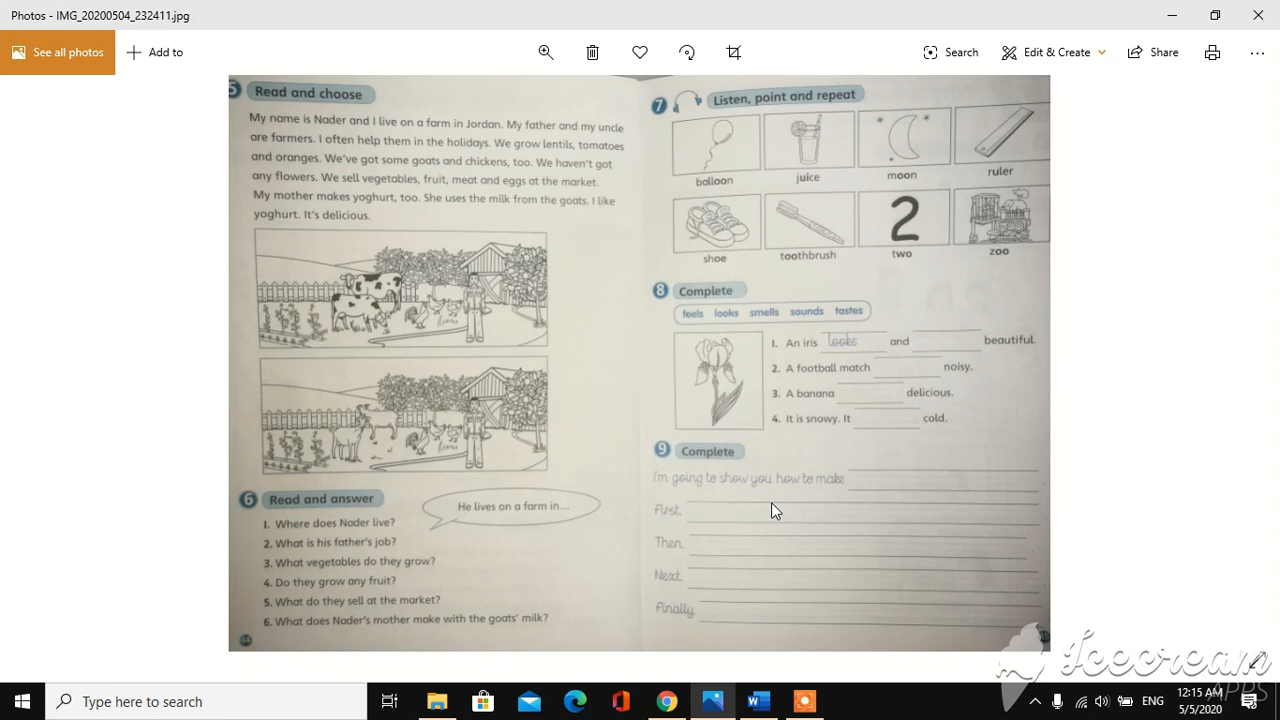 Photos - IMG_20200504_232411.jpg
See all photos
Add to
Search
Edit & Create
Share
5 Read and choose
My name is Nader and I live on a farm in Jordan. My father and my uncle
are farmers. I often help them in the holidays. We grow lentils, tomatoes
and oranges. We've got some goats and chickens, too. We haven't got
any flowers. We sell vegetables, fruit, meat and eggs at the market.
My mother makes yoghurt, too. She uses the milk from the goats. I like
yoghurt. It's delicious.
6 Read and answer
He lives on a farm in...
1. Where does Nader live?
2. What is his father's job?
3. What vegetables do they grow?
4. Do they grow any fruit?
5. What do they sell at the market?
6. What does Nader's mother make with the goats' milk?
44
7 Listen, point and repeat
balloon juice moon ruler
2
shoe toothbrush two zoo
8 Complete
feels looks smells sounds tastes
1. An iris looks and beautiful.
2. A football match noisy.
3. A banana delicious.
4. It is snowy. It cold.
9 Complete
I'm going to show you how to make
First,
Then,
Next,
Finally,
Icecream
APPS
Type here to search
ENG
12:15 AM
5/5/2020